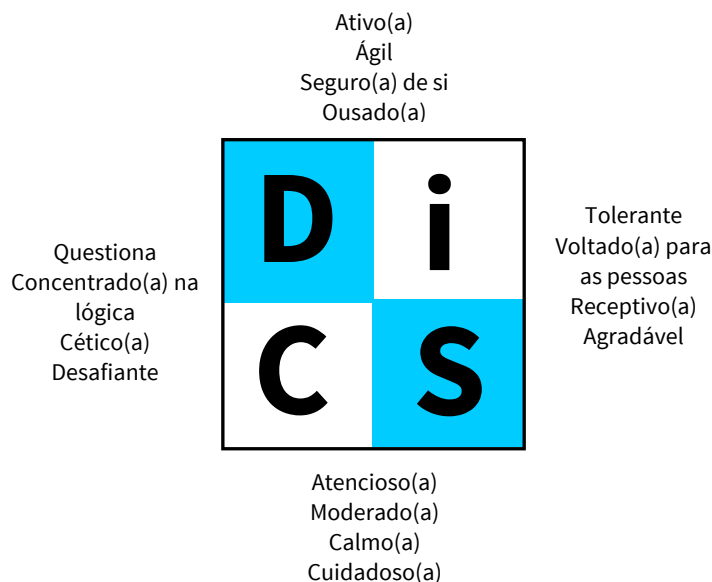 Ativo(a)
Ágil
Seguro(a) de si
Ousado(a)
D i
Questiona
Concentrado(a) na
lógica
Cético(a)
Desafiante
Tolerante
Voltado(a) para
as pessoas
Receptivo(a)
Agradável
C S
Atencioso(a)
Moderado(a)
Calmo(a)
Cuidadoso(a)